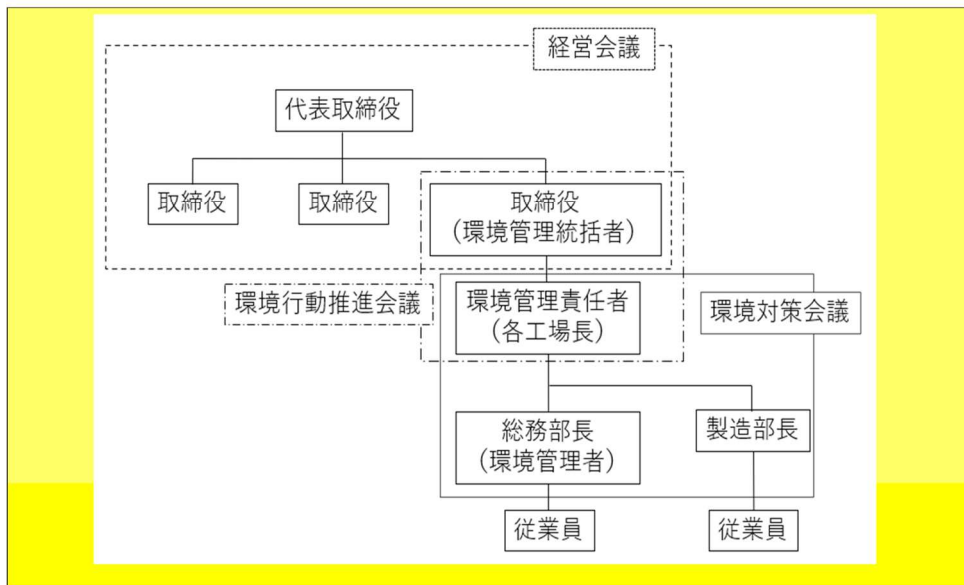 経営会議
代表取締役
取締役
取締役
取締役
（環境管理統括者）
環境行動推進会議
環境管理責任者
（各工場長）
環境対策会議
総務部長
（環境管理者）
製造部長
従業員
従業員